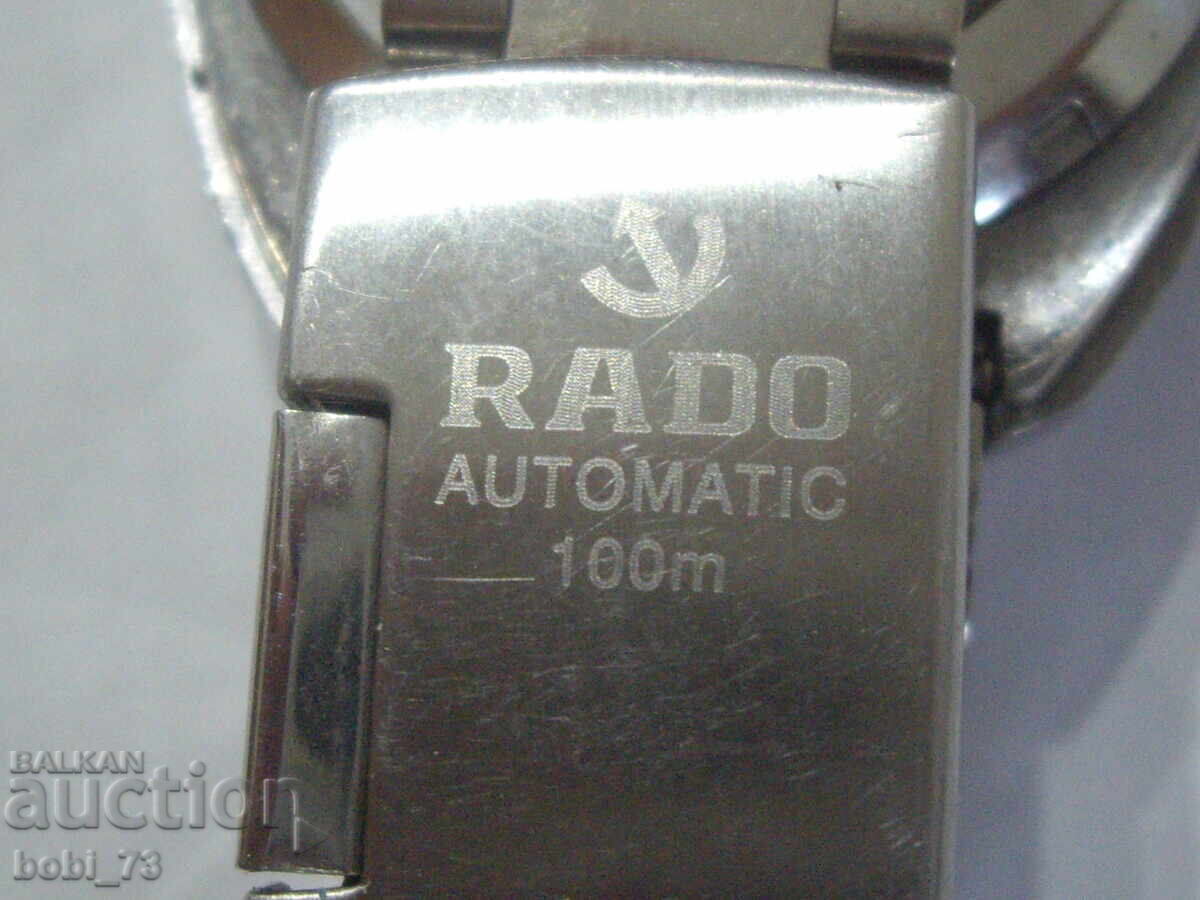 RADO
AUTOMATIC
100m
BALKAN
auction
bobi_73